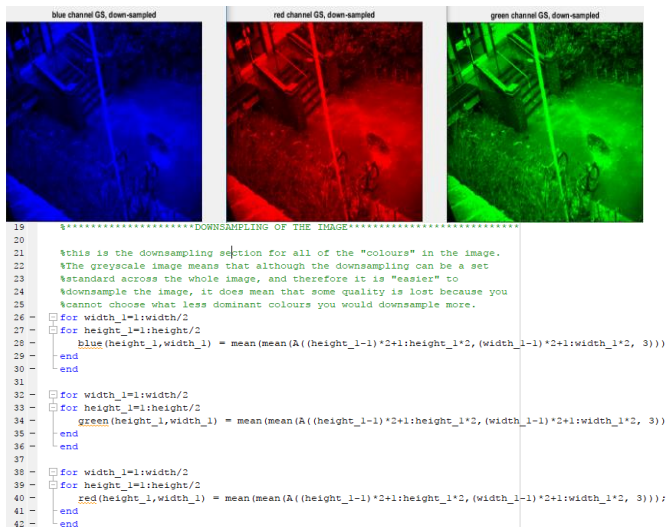 blue channel GS, down-sampled
red channel GS, down-sampled
green channel GS, down-sampled
19 %*********************DOWNSAMPLING OF THE IMAGE****************************
20
21 %this is the downsampling section for all of the "colours" in the image.
22 %The greyscale image means that although the downsampling can be a set
23 %standard across the whole image, and therefore it is "easier" to
24 %downsample the image, it does mean that some quality is lost because you
25 %cannot choose what less dominant colours you would downsample more.
26 - for width_1=1:width/2
27 - for height_1=1:height/2
28 - blue(height_1,width_1) = mean(mean(A((height_1-1)*2+1:height_1*2,(width_1-1)*2+1:width_1*2, 3)))
29 - end
30 - end
31
32 - for width_1=1:width/2
33 - for height_1=1:height/2
34 - green(height_1,width_1) = mean(mean(A((height_1-1)*2+1:height_1*2,(width_1-1)*2+1:width_1*2, 3))
35 - end
36 - end
37
38 - for width_1=1:width/2
39 - for height_1=1:height/2
40 - red(height_1,width_1) = mean(mean(A((height_1-1)*2+1:height_1*2,(width_1-1)*2+1:width_1*2, 3)));
41 - end
42 - end